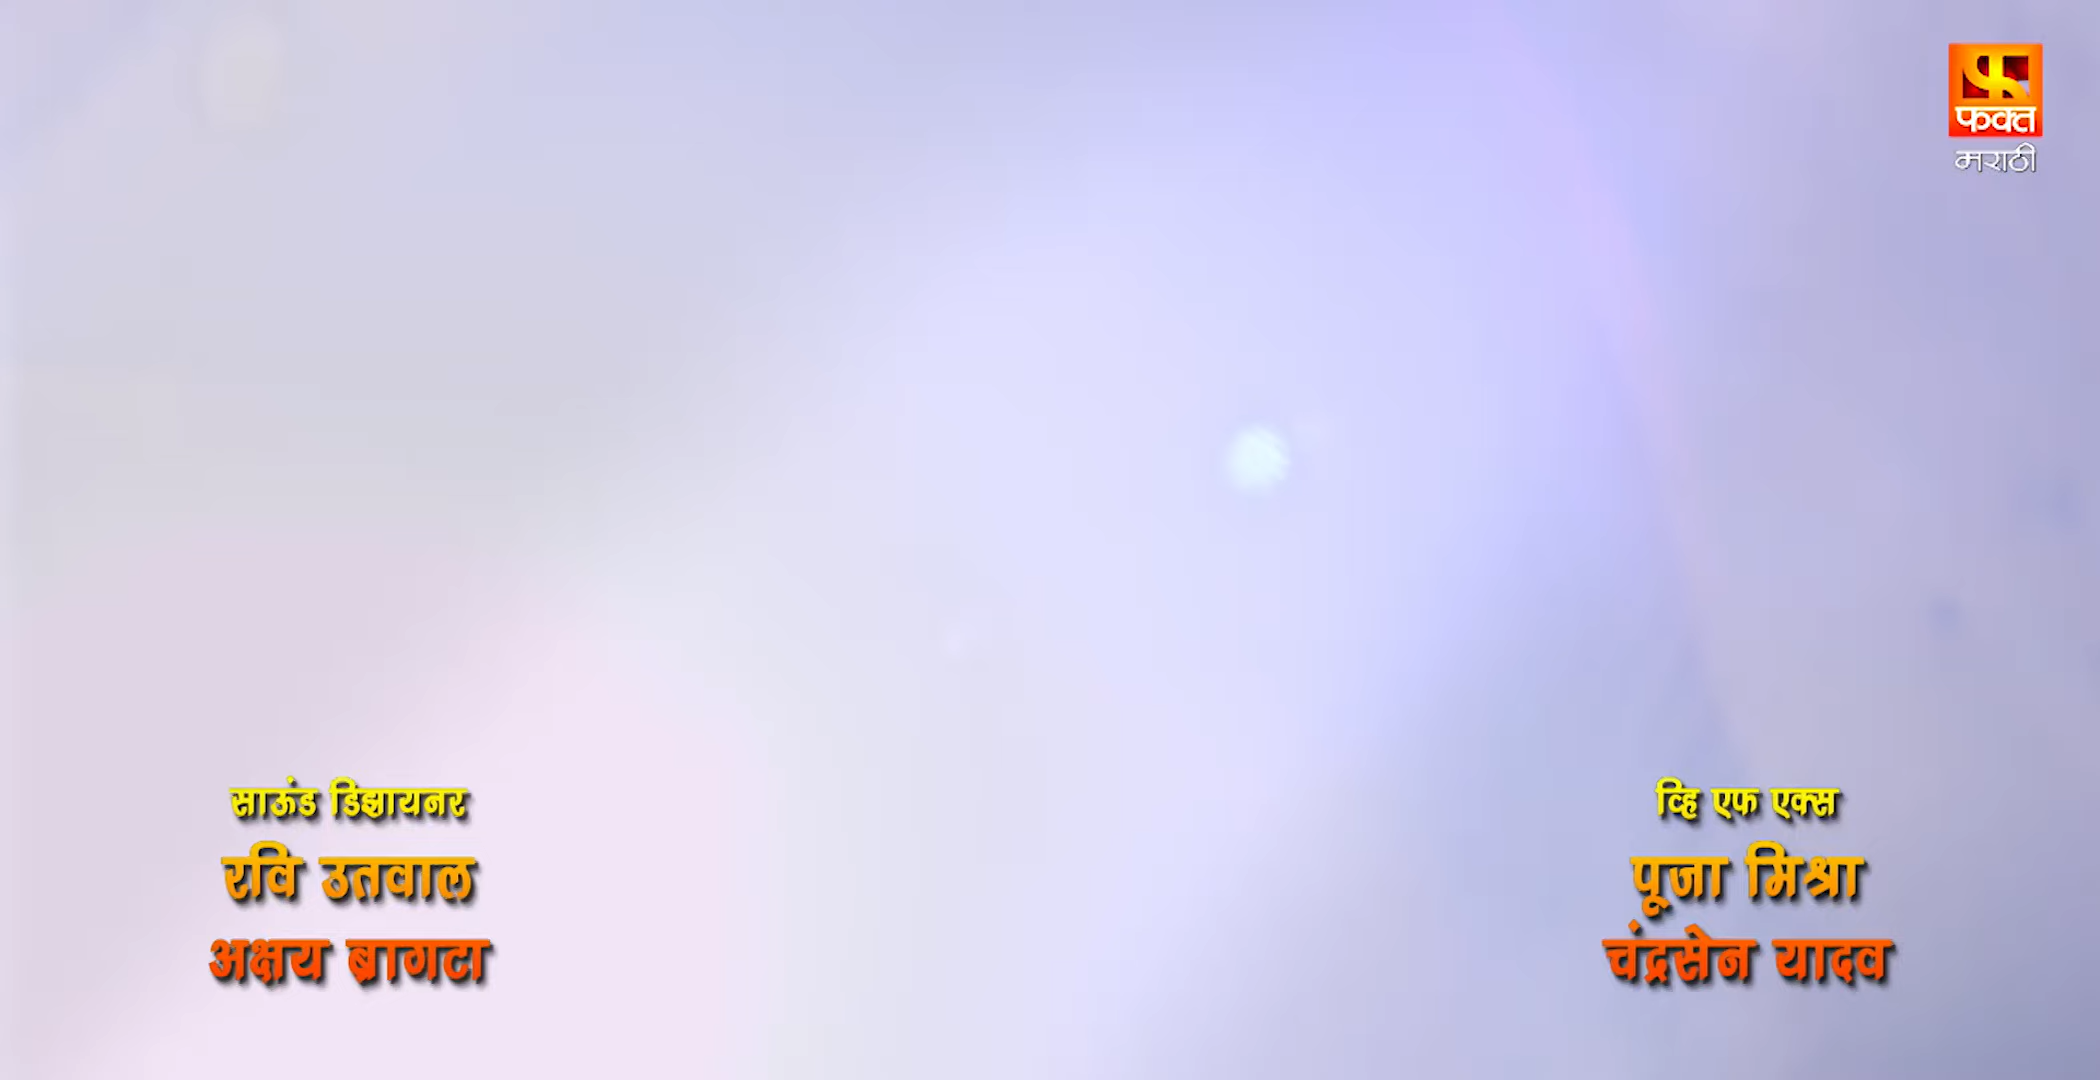 फक्त
मराठी
साऊंड डिझायनर
रवि उतवाल
अक्षय ब्रागटा
व्हि एफ एक्स
पूजा मिश्रा
चंद्रसेन यादव